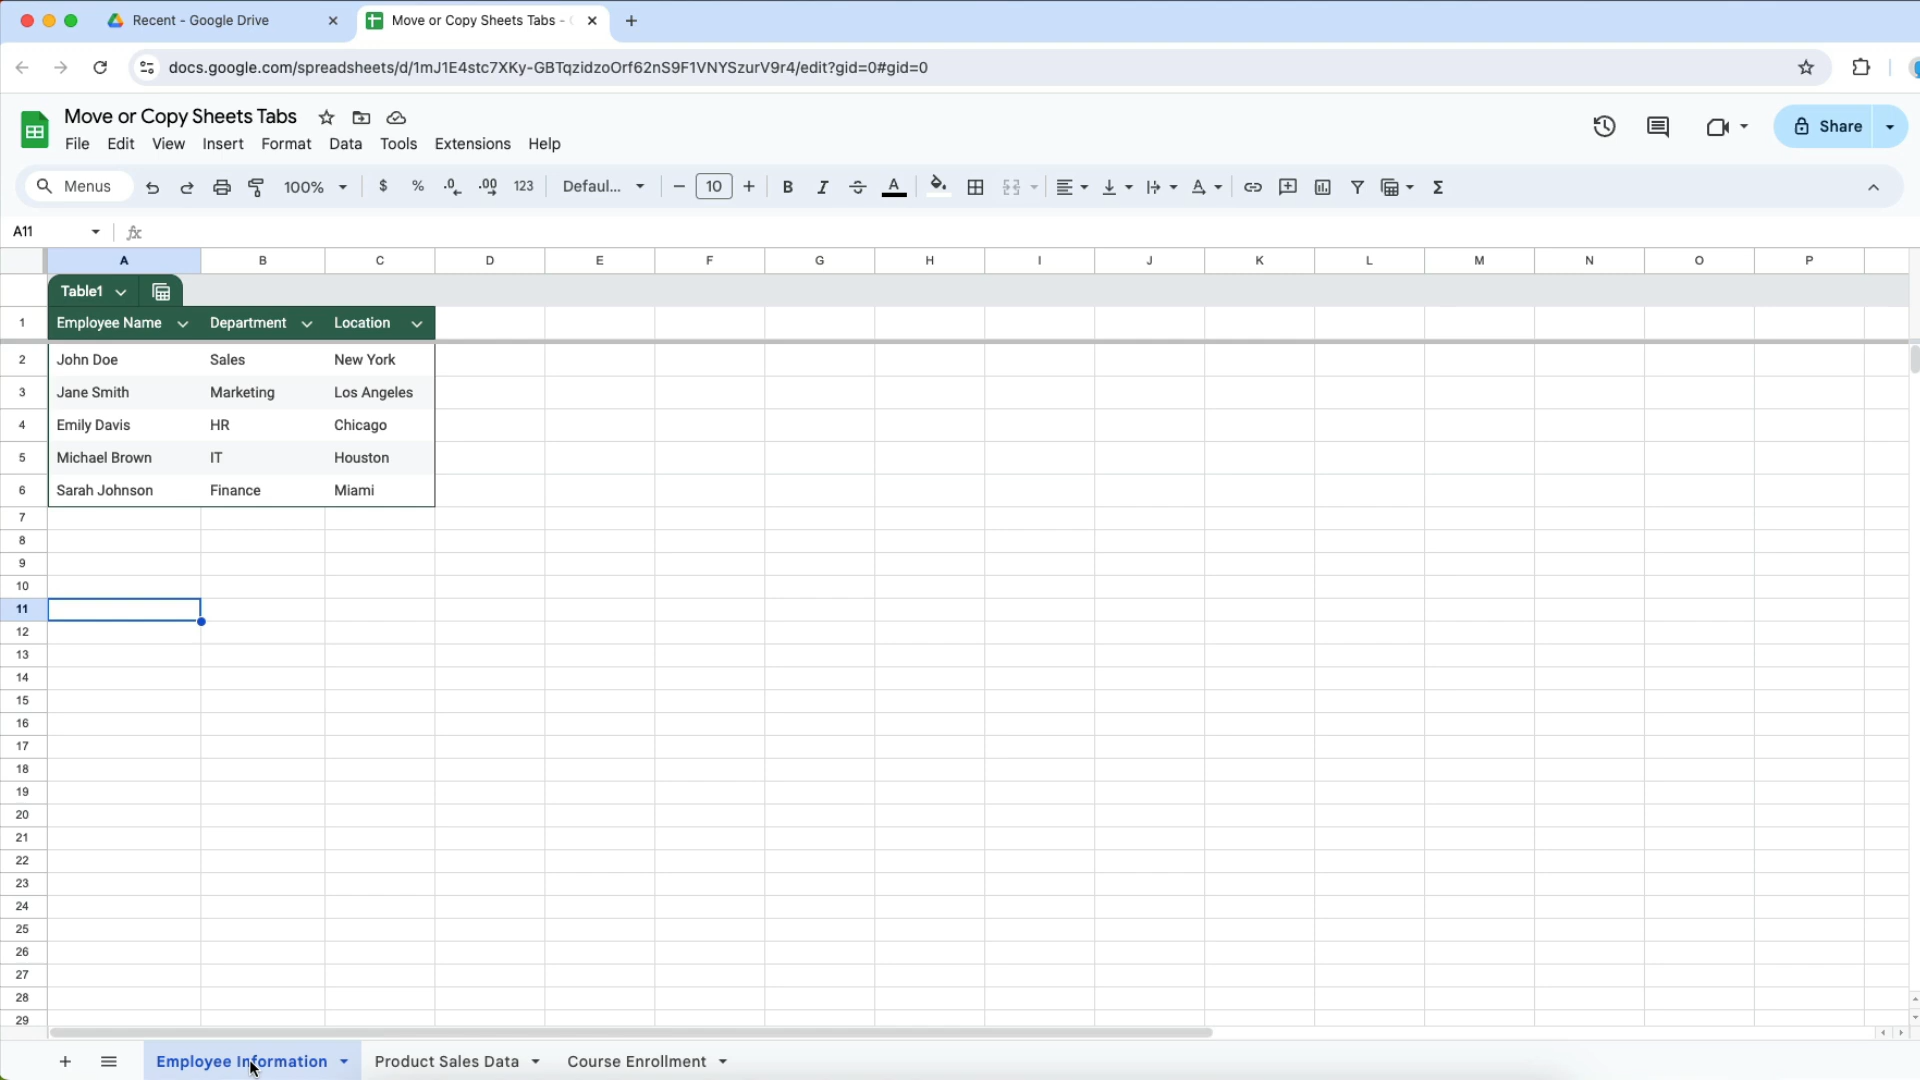 Recent - Google Drive
Move or Copy Sheets Tabs -
docs.google.com/spreadsheets/d/1mJ1E4stc7XKy-GBTqzidzoOrf62nS9F1VNYSzurV9r4/edit?gid=0#gid=0
Move or Copy Sheets Tabs
File Edit View Insert Format Data Tools Extensions Help
Share
Menus 100% $ % .0 .00 123 Defaul... − 10 + B I S A Σ
A11 fx
A B C D E F G H I J K L M N O P
Table1
1 Employee Name Department Location
2 John Doe Sales New York
3 Jane Smith Marketing Los Angeles
4 Emily Davis HR Chicago
5 Michael Brown IT Houston
6 Sarah Johnson Finance Miami
7
8
9
10
11
12
13
14
15
16
17
18
19
20
21
22
23
24
25
26
27
28
29
+ Employee Information Product Sales Data Course Enrollment